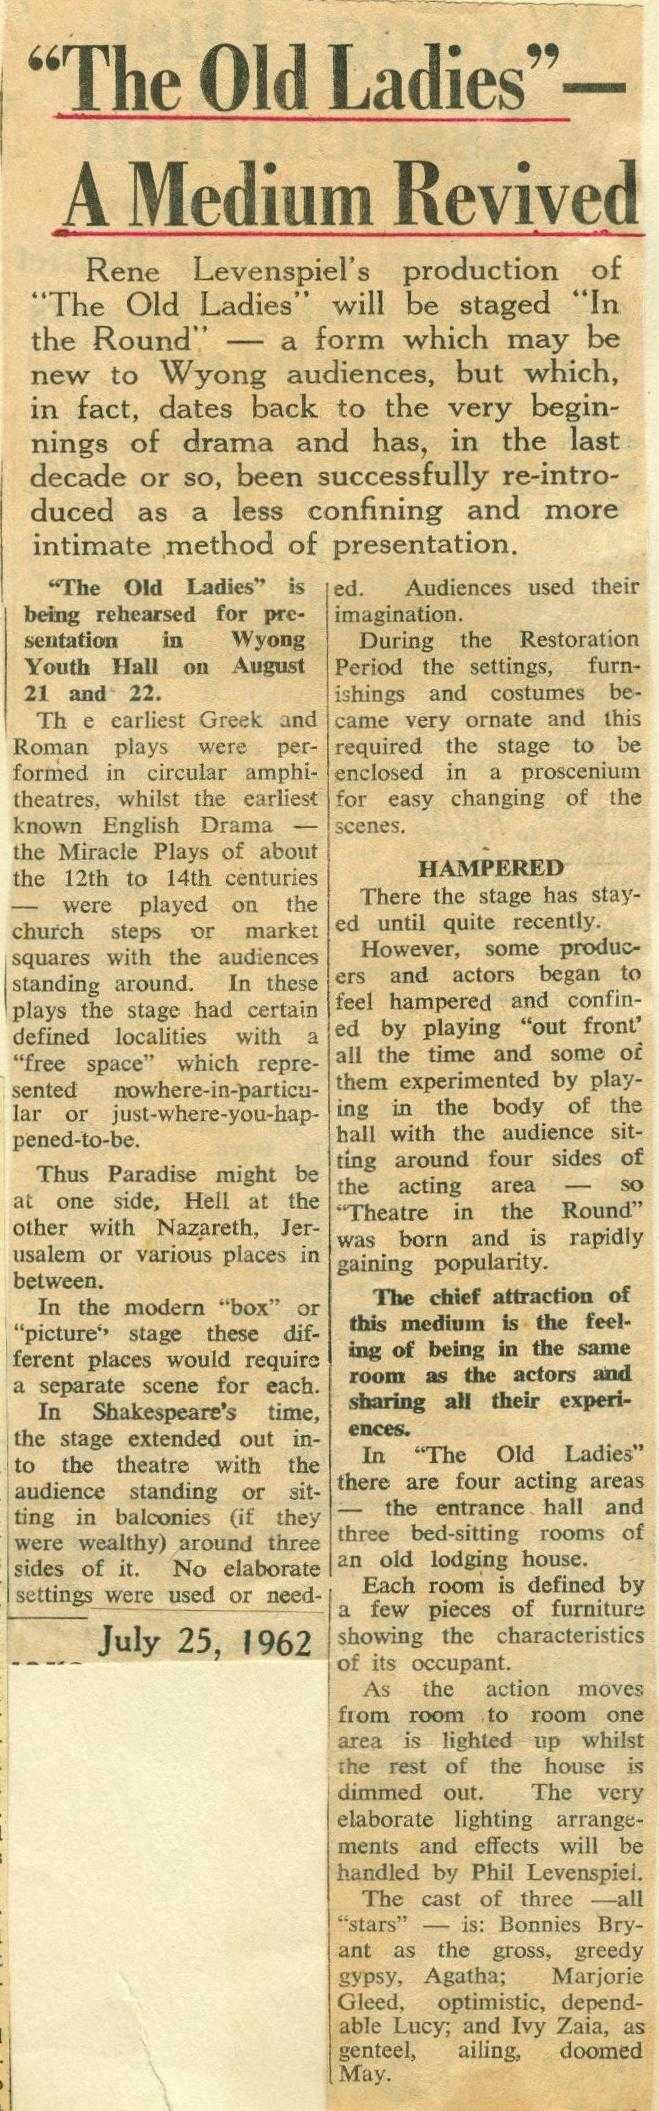 “The Old Ladies”—
A Medium Revived
Rene Levenspiel's production of
“The Old Ladies” will be staged “In
the Round” — a form which may be
new to Wyong audiences, but which,
in fact, dates back to the very begin-
nings of drama and has, in the last
decade or so, been successfully re-intro-
duced as a less confining and more
intimate method of presentation.
“The Old Ladies” is
being rehearsed for pre-
sentation in Wyong
Youth Hall on August
21 and 22.
Th e earliest Greek and
Roman plays were per-
formed in circular amphi-
theatres, whilst the earliest
known English Drama —
the Miracle Plays of about
the 12th to 14th centuries
— were played on the
church steps or market
squares with the audiences
standing around. In these
plays the stage had certain
defined localities with a
“free space” which repre-
sented nowhere-in-particu-
lar or just-where-you-hap-
pened-to-be.
Thus Paradise might be
at one side, Hell at the
other with Nazareth, Jer-
usalem or various places in
between.
In the modern “box” or
“picture‘’ stage these dif-
ferent places would require
a separate scene for each.
In Shakespeare's time,
the stage extended out in-
to the theatre with the
audience standing or sit-
ting in balconies (if they
were wealthy) around three
sides of it. No elaborate
settings were used or need-
July 25, 1962
ed. Audiences used their
imagination.
During the Restoration
Period the settings, furn-
ishings and costumes be-
came very ornate and this
required the stage to be
enclosed in a proscenium
for easy changing of the
scenes.
HAMPERED
There the stage has stay-
ed until quite recently.
However, some produc-
ers and actors began to
feel hampered and confin-
ed by playing “out front’
all the time and some of
them experimented by play-
ing in the body of the
hall with the audience sit-
ting around four sides of
the acting area — so
“Theatre in the Round”
was born and is rapidly
gaining popularity.
The chief attraction of
this medium is the feel-
ing of being in the same
room as the actors and
sharing all their experi-
ences.
In “The Old Ladies”
there are four acting areas
— the entrance hall and
three bed-sitting rooms of
an old lodging house.
Each room is defined by
a few pieces of furniture
showing the characteristics
of its occupant.
As the action moves
from room to room one
area is lighted up whilst
the rest of the house is
dimmed out. The very
elaborate lighting arrange-
ments and effects will be
handled by Phil Levenspiel.
The cast of three —all
“stars” — is: Bonnies Bry-
ant as the gross, greedy
gypsy, Agatha; Marjorie
Gleed, optimistic, depend-
able Lucy; and Ivy Zaia, as
genteel, ailing, doomed
May.